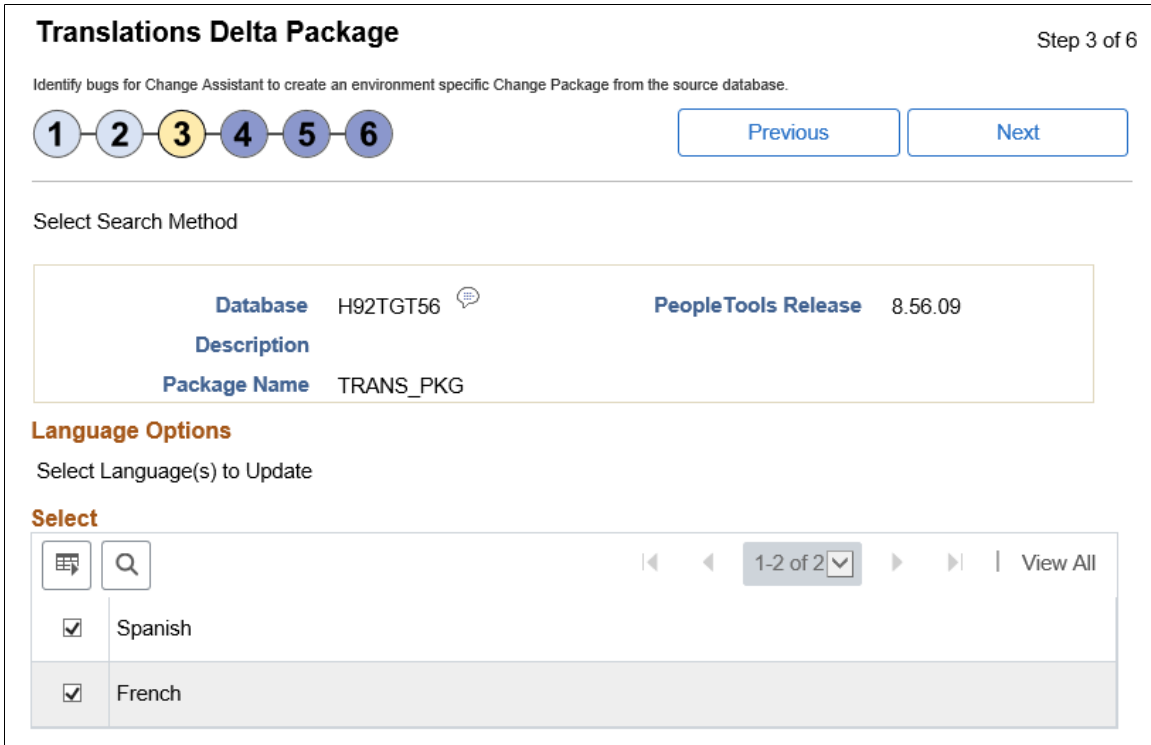 Translations Delta Package
Step 3 of 6
Identify bugs for Change Assistant to create an environment specific Change Package from the source database.
1 2 3 4 5 6
Previous Next
Select Search Method
Database H92TGT56 PeopleTools Release 8.56.09
Description
Package Name TRANS_PKG
Language Options
Select Language(s) to Update
Select
1-2 of 2 | View All
Spanish
French